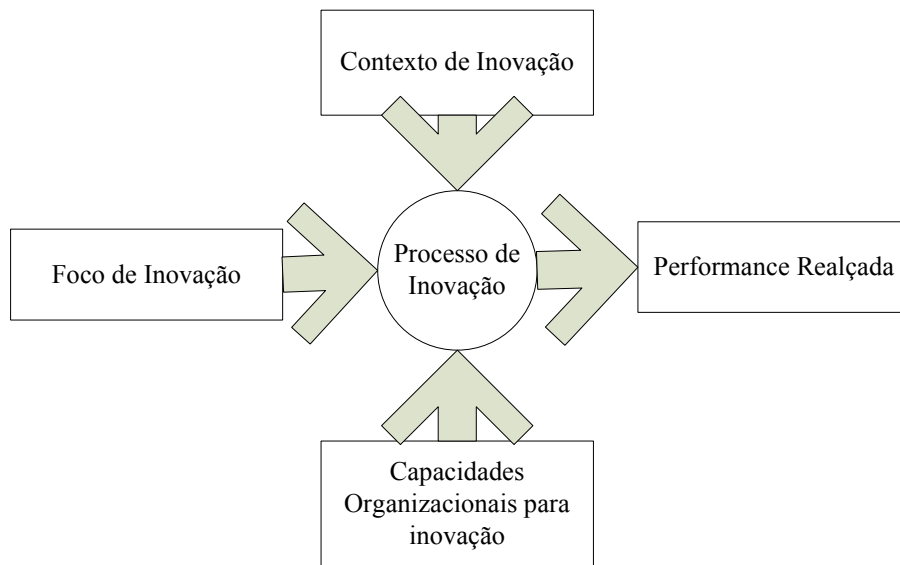 Contexto de Inovação
Foco de Inovação
Processo de
Inovação
Performance Realçada
Capacidades
Organizacionais para
inovação